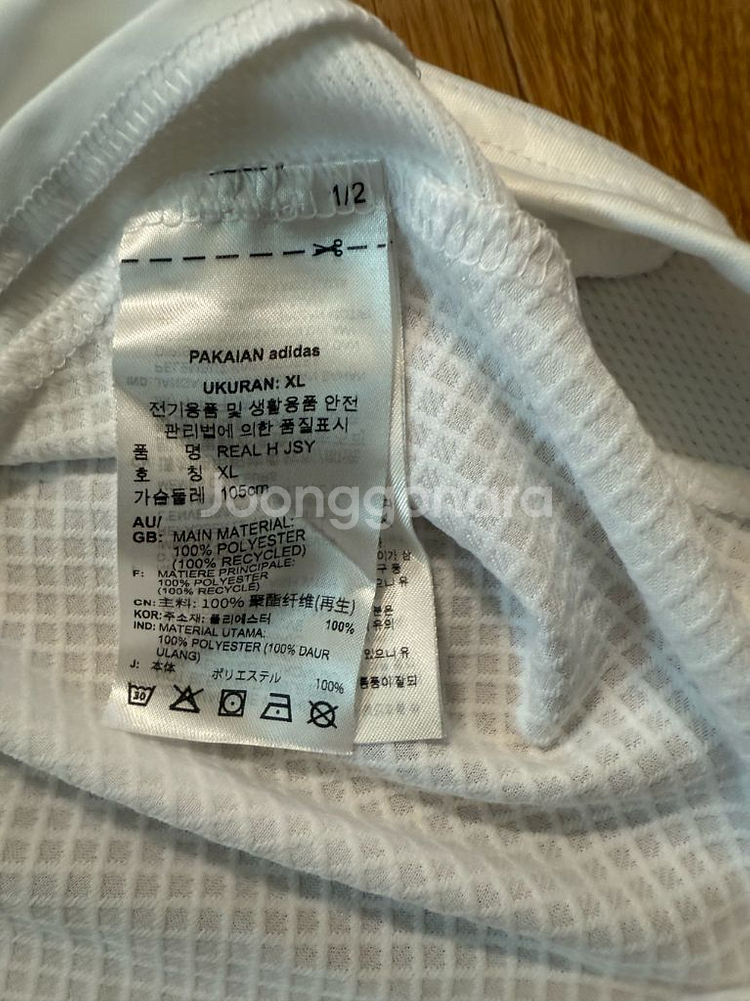 1/2
PAKAIAN adidas
UKURAN: XL
전기용품 및 생활용품 안전
관리법에 의한 품질표시
품 명 REAL H JSY
호 칭 XL
가슴둘레 105cm
Joonggonara
AU/
GB: MAIN MATERIAL:
100% POLYESTER
(100% RECYCLED)
F: MATIERE PRINCIPALE:
100% POLYESTER
(100% RECYCLE)
CN: 主料: 100% 聚酯纤维(再生)
KOR: 주소재: 폴리에스터 100%
IND: MATERIAL UTAMA:
100% POLYESTER (100% DAUR
ULANG)
J: 本体
ポリエステル 100%
30